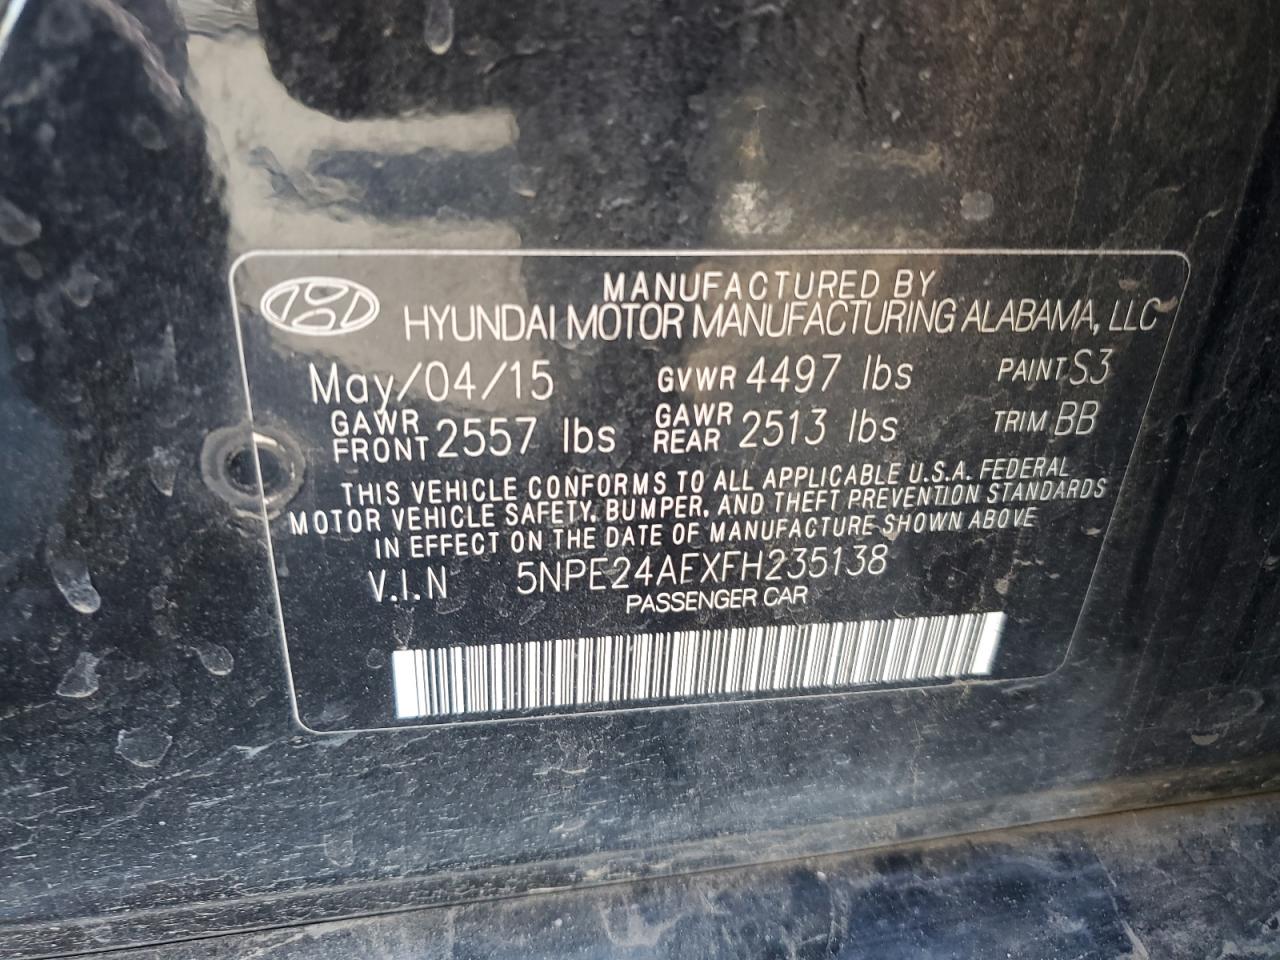 MANUFACTURED BY
HYUNDAI MOTOR MANUFACTURING ALABAMA, LLC
May/04/15 GVWR 4497 lbs PAINT S3
GAWR FRONT 2557 lbs GAWR REAR 2513 lbs TRIM BB
THIS VEHICLE CONFORMS TO ALL APPLICABLE U.S.A. FEDERAL
MOTOR VEHICLE SAFETY, BUMPER, AND THEFT PREVENTION STANDARDS
IN EFFECT ON THE DATE OF MANUFACTURE SHOWN ABOVE
V.I.N 5NPE24AFXFH235138
PASSENGER CAR